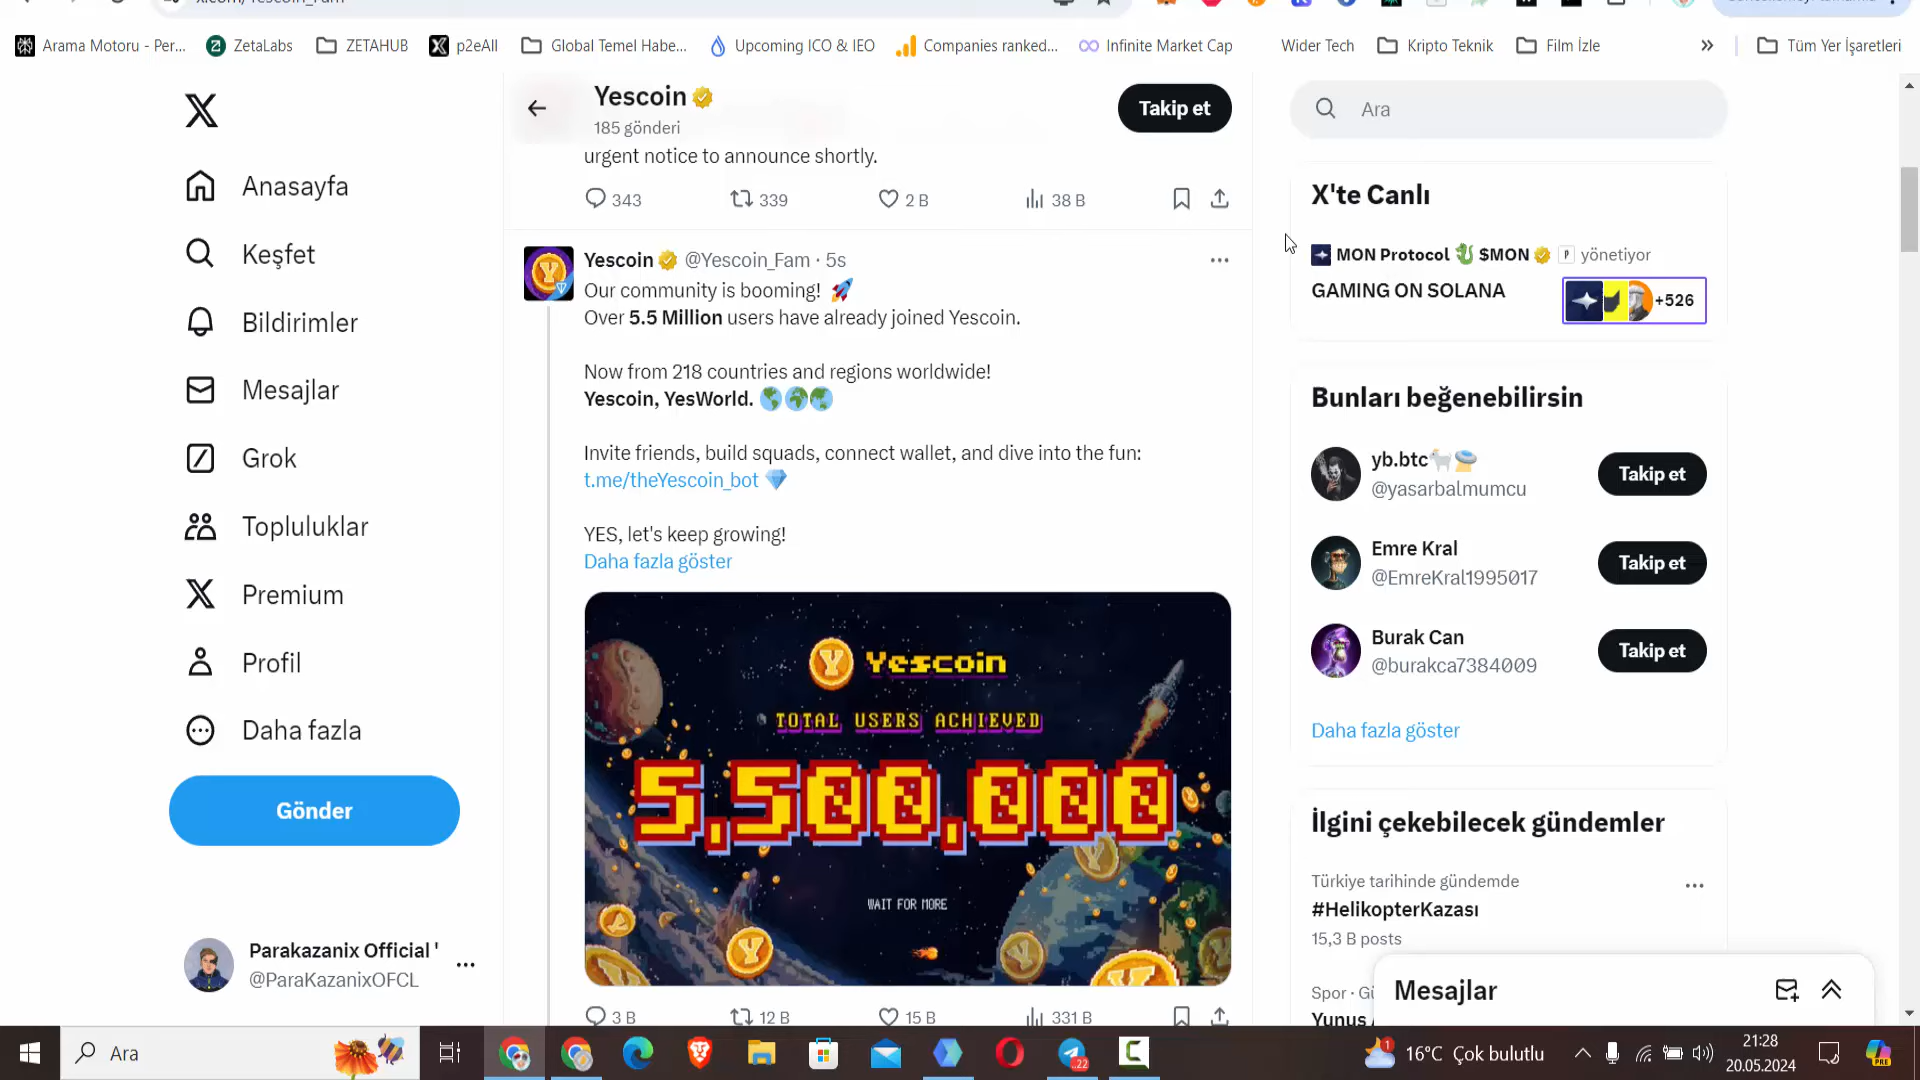 Arama Motoru - Per...
ZetaLabs
ZETAHUB
p2eAll
Global Temel Habe...
Upcoming ICO & IEO
Companies ranked...
Infinite Market Cap
Wider Tech
Kripto Teknik
Film İzle
»
Tüm Yer İşaretleri
Yescoin
185 gönderi
Takip et
Ara
urgent notice to announce shortly.
343
339
2 B
38 B
Anasayfa
Keşfet
Bildirimler
Mesajlar
Grok
Topluluklar
Premium
Profil
Daha fazla
Gönder
Parakazanix Official '
@ParaKazanixOFCL
Yescoin @Yescoin_Fam · 5s
Our community is booming! 🚀
Over 5.5 Million users have already joined Yescoin.
Now from 218 countries and regions worldwide!
Yescoin, YesWorld. 🌎🌍🌏
Invite friends, build squads, connect wallet, and dive into the fun:
t.me/theYescoin_bot 💎
YES, let's keep growing!
Daha fazla göster
Yescoin
TOTAL USERS ACHIEVED
5,500,000
WAIT FOR MORE
3 B
12 B
15 B
331 B
X'te Canlı
MON Protocol $MON yönetiyor
GAMING ON SOLANA
+526
Bunları beğenebilirsin
yb.btc
@yasarbalmumcu
Takip et
Emre Kral
@EmreKral1995017
Takip et
Burak Can
@burakca7384009
Takip et
Daha fazla göster
İlgini çekebilecek gündemler
Türkiye tarihinde gündemde
#HelikopterKazası
15,3 B posts
Spor ·
Yunus
Mesajlar
Ara
16°C Çok bulutlu
21:28
20.05.2024